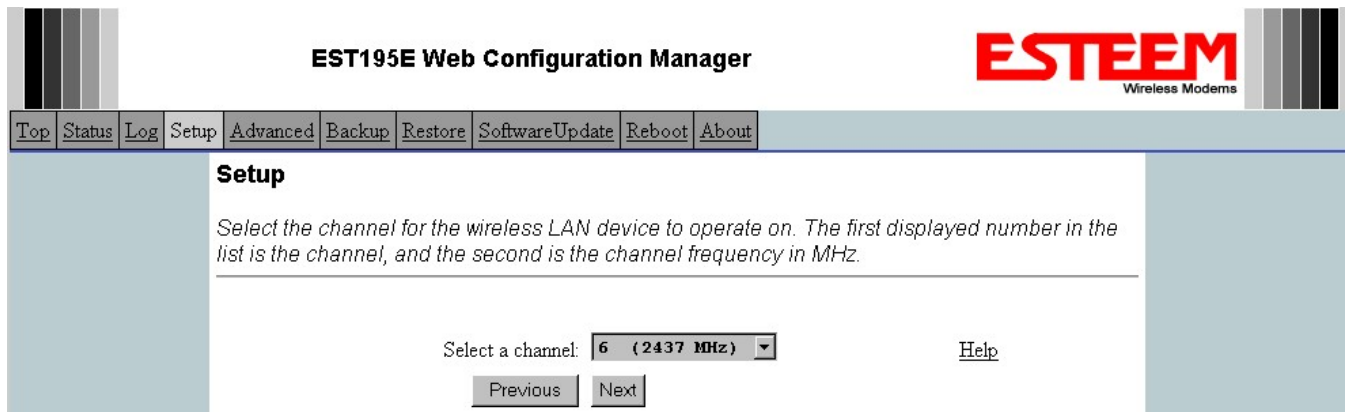 EST195E Web Configuration Manager
ESTEEM
Wireless Modems
Top Status Log Setup Advanced Backup Restore SoftwareUpdate Reboot About
Setup
Select the channel for the wireless LAN device to operate on. The first displayed number in the
list is the channel, and the second is the channel frequency in MHz.
Select a channel: 6 (2437 MHz) Help
Previous Next